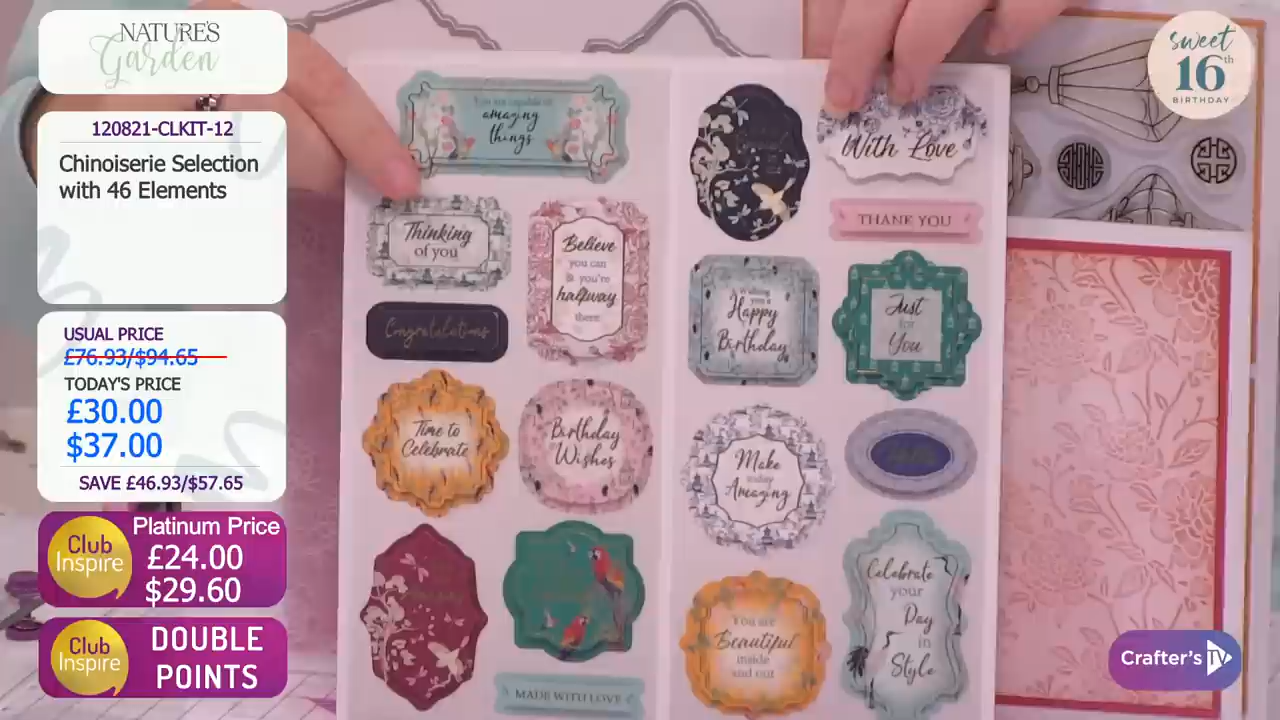 NATURE'S
Garden
120821-CLKIT-12
Chinoiserie Selection
with 46 Elements
USUAL PRICE
£76.93/$94.65
TODAY'S PRICE
£30.00
$37.00
SAVE £46.93/$57.65
Club
Inspire
Platinum Price
£24.00
$29.60
Club
Inspire
DOUBLE
POINTS
You are capable of
amazing
things
Thinking
of you
Believe
you can
& you're
halfway
there
Congratulations
Time to
Celebrate
Birthday
Wishes
MADE WITH LOVE
With Love
THANK YOU
Wishing
you a
Happy
Birthday
Just
for
You
Make
today
Amazing
Hello
You are
Beautiful
inside
and out
Celebrate
your
Day
in
Style
sweet
16th
BIRTHDAY
Crafter's TV